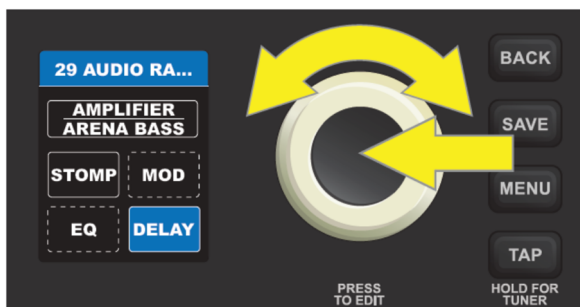 29 AUDIO RA...
AMPLIFIER
ARENA BASS
STOMP
MOD
EQ
DELAY
BACK
SAVE
MENU
TAP
PRESS
TO EDIT
HOLD FOR
TUNER